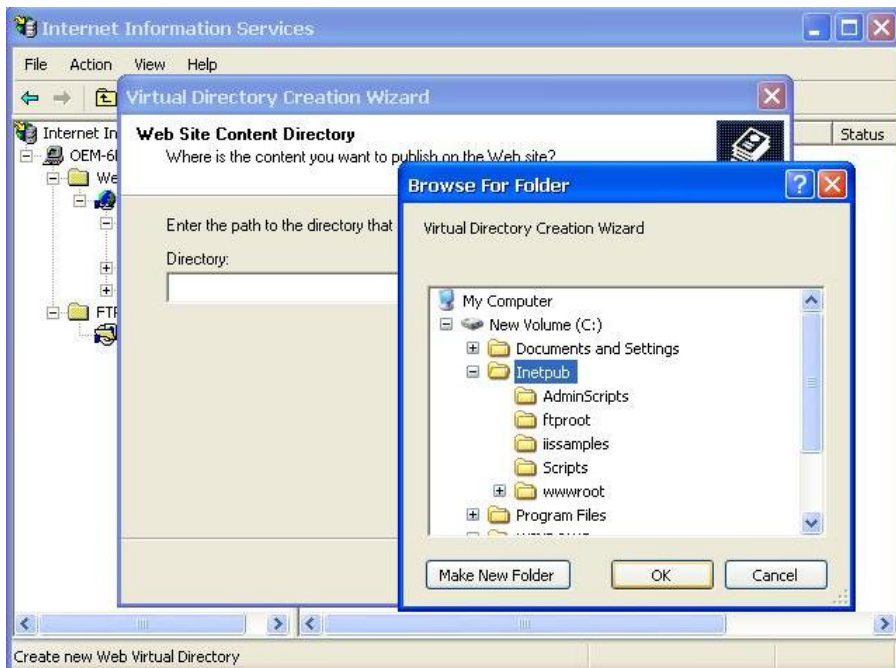 Internet Information Services
File Action View Help
Virtual Directory Creation Wizard
Internet In
Status
OEM-6
We
FTP
Web Site Content Directory
Where is the content you want to publish on the Web site?
Enter the path to the directory that
Directory:
Browse For Folder
Virtual Directory Creation Wizard
My Computer
New Volume (C:)
Documents and Settings
Inetpub
AdminScripts
ftproot
iissamples
Scripts
wwwroot
Program Files
Make New Folder
OK
Cancel
Create new Web Virtual Directory